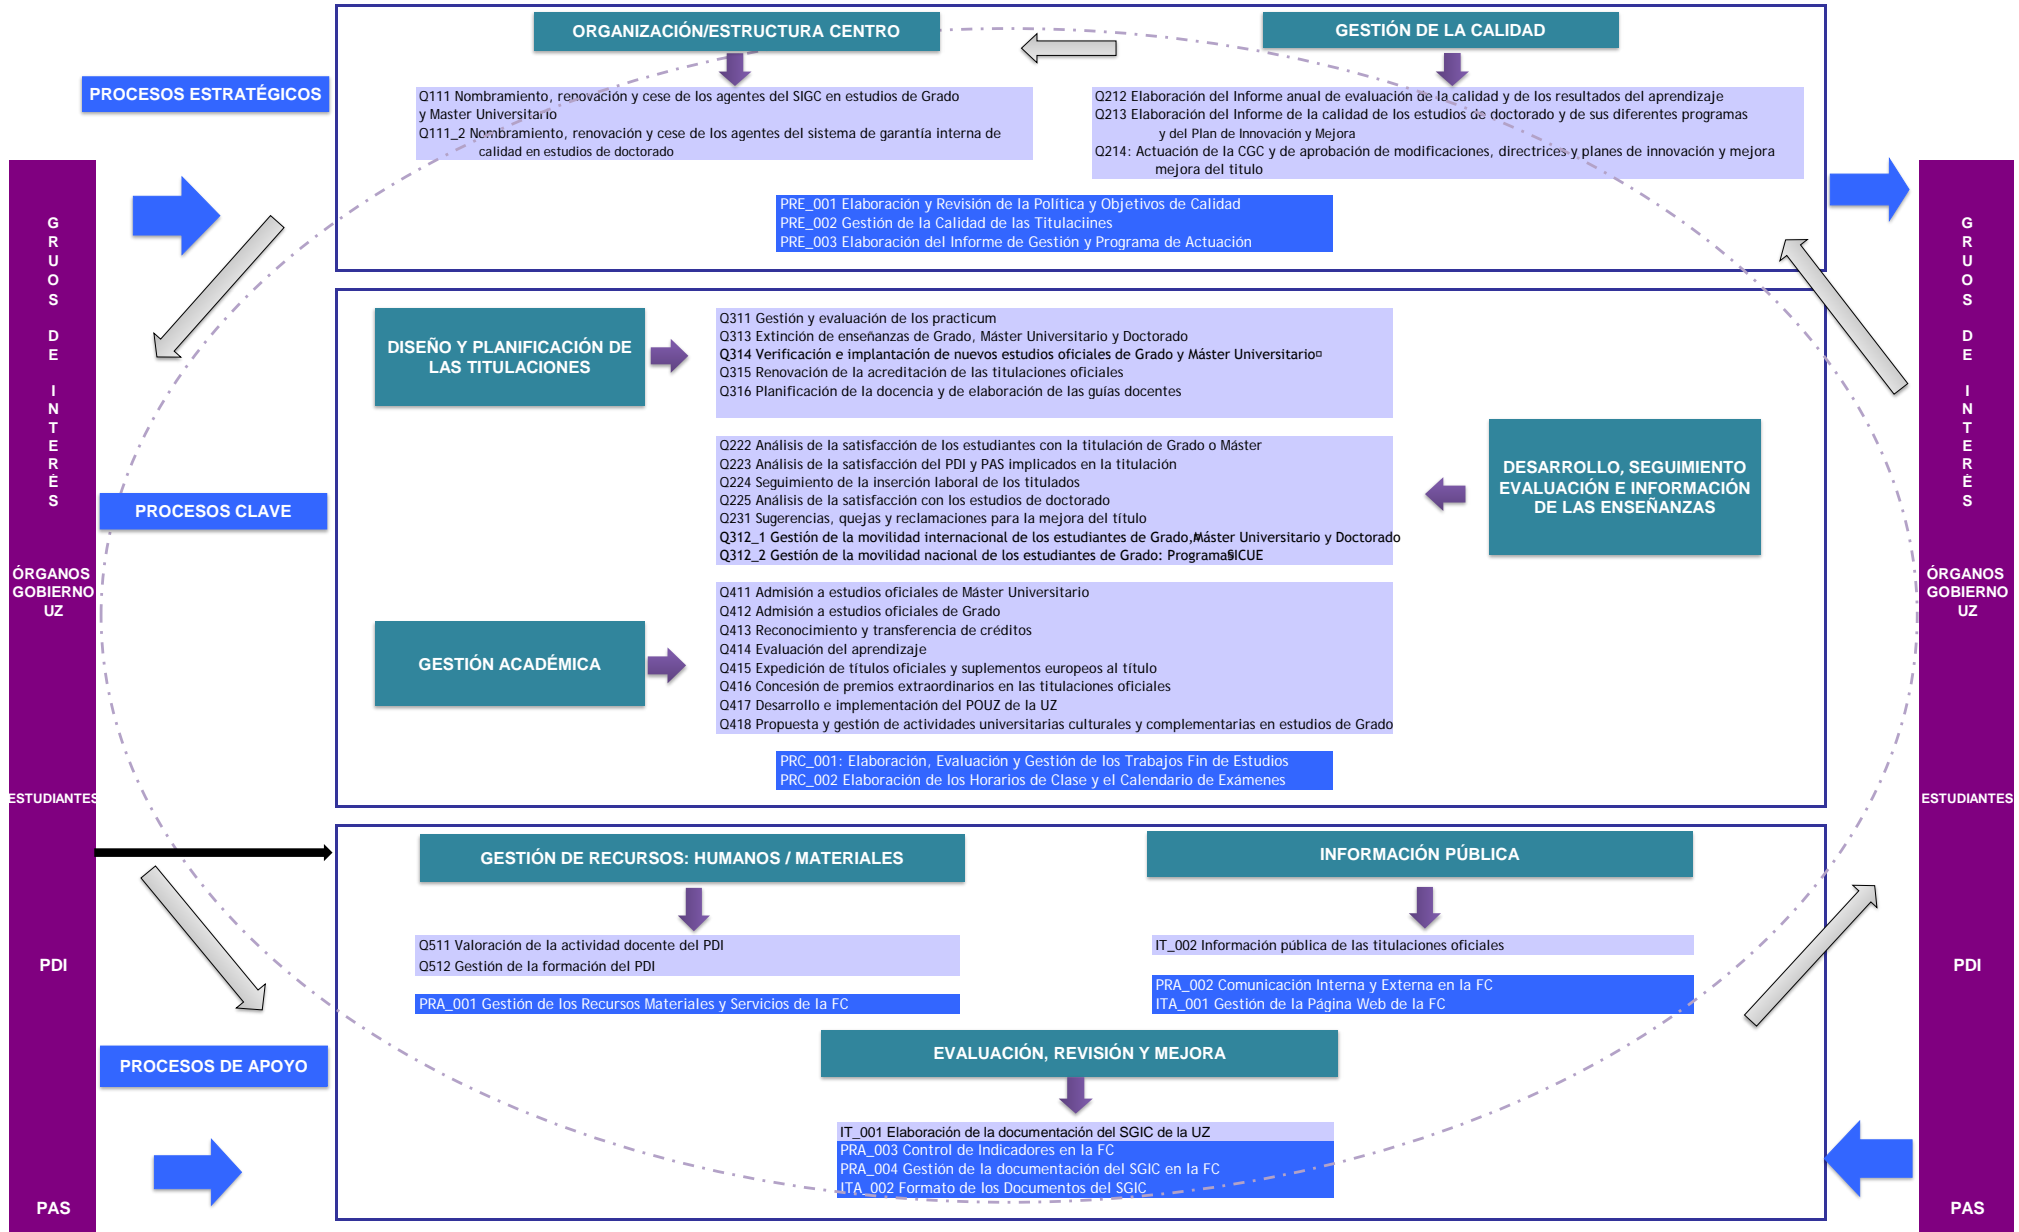 ORGANIZACIÓN/ESTRUCTURA CENTRO
GESTIÓN DE LA CALIDAD
PROCESOS ESTRATÉGICOS
Q111 Nombramiento, renovación y cese de los agentes del SIGC en estudios de Grado
y Master Universitario
Q111_2 Nombramiento, renovación y cese de los agentes del sistema de garantía interna de
calidad en estudios de doctorado
Q212 Elaboración del Informe anual de evaluación de la calidad y de los resultados del aprendizaje
Q213 Elaboración del Informe de la calidad de los estudios de doctorado y de sus diferentes programas
y del Plan de Innovación y Mejora
Q214: Actuación de la CGC y de aprobación de modificaciones, directrices y planes de innovación y mejora
mejora del titulo
PRE_001 Elaboración y Revisión de la Política y Objetivos de Calidad
PRE_002 Gestión de la Calidad de las Titulaciines
PRE_003 Elaboración del Informe de Gestión y Programa de Actuación
GRUOS DE INTERÉS
ÓRGANOS
GOBIERNO
UZ
ESTUDIANTES
PDI
PAS
DISEÑO Y PLANIFICACIÓN DE
LAS TITULACIONES
Q311 Gestión y evaluación de los practicum
Q313 Extinción de enseñanzas de Grado, Máster Universitario y Doctorado
Q314 Verificación e implantación de nuevos estudios oficiales de Grado y Máster Universitario¤
Q315 Renovación de la acreditación de las titulaciones oficiales
Q316 Planificación de la docencia y de elaboración de las guías docentes
PROCESOS CLAVE
Q222 Análisis de la satisfacción de los estudiantes con la titulación de Grado o Máster
Q223 Análisis de la satisfacción del PDI y PAS implicados en la titulación
Q224 Seguimiento de la inserción laboral de los titulados
Q225 Análisis de la satisfacción con los estudios de doctorado
Q231 Sugerencias, quejas y reclamaciones para la mejora del título
Q312_1 Gestión de la movilidad internacional de los estudiantes de Grado, Máster Universitario y Doctorado
Q312_2 Gestión de la movilidad nacional de los estudiantes de Grado: Programa SICUE
DESARROLLO, SEGUIMIENTO
EVALUACIÓN E INFORMACIÓN
DE LAS ENSEÑANZAS
GESTIÓN ACADÉMICA
Q411 Admisión a estudios oficiales de Máster Universitario
Q412 Admisión a estudios oficiales de Grado
Q413 Reconocimiento y transferencia de créditos
Q414 Evaluación del aprendizaje
Q415 Expedición de títulos oficiales y suplementos europeos al título
Q416 Concesión de premios extraordinarios en las titulaciones oficiales
Q417 Desarrollo e implementación del POUZ de la UZ
Q418 Propuesta y gestión de actividades universitarias culturales y complementarias en estudios de Grado
PRC_001: Elaboración, Evaluación y Gestión de los Trabajos Fin de Estudios
PRC_002 Elaboración de los Horarios de Clase y el Calendario de Exámenes
GESTIÓN DE RECURSOS: HUMANOS / MATERIALES
INFORMACIÓN PÚBLICA
Q511 Valoración de la actividad docente del PDI
Q512 Gestión de la formación del PDI
PRA_001 Gestión de los Recursos Materiales y Servicios de la FC
IT_002 Información pública de las titulaciones oficiales
PRA_002 Comunicación Interna y Externa en la FC
ITA_001 Gestión de la Página Web de la FC
PROCESOS DE APOYO
EVALUACIÓN, REVISIÓN Y MEJORA
IT_001 Elaboración de la documentación del SGIC de la UZ
PRA_003 Control de Indicadores en la FC
PRA_004 Gestión de la documentación del SGIC en la FC
ITA_002 Formato de los Documentos del SGIC
GRUOS DE INTERÉS
ÓRGANOS
GOBIERNO
UZ
ESTUDIANTES
PDI
PAS